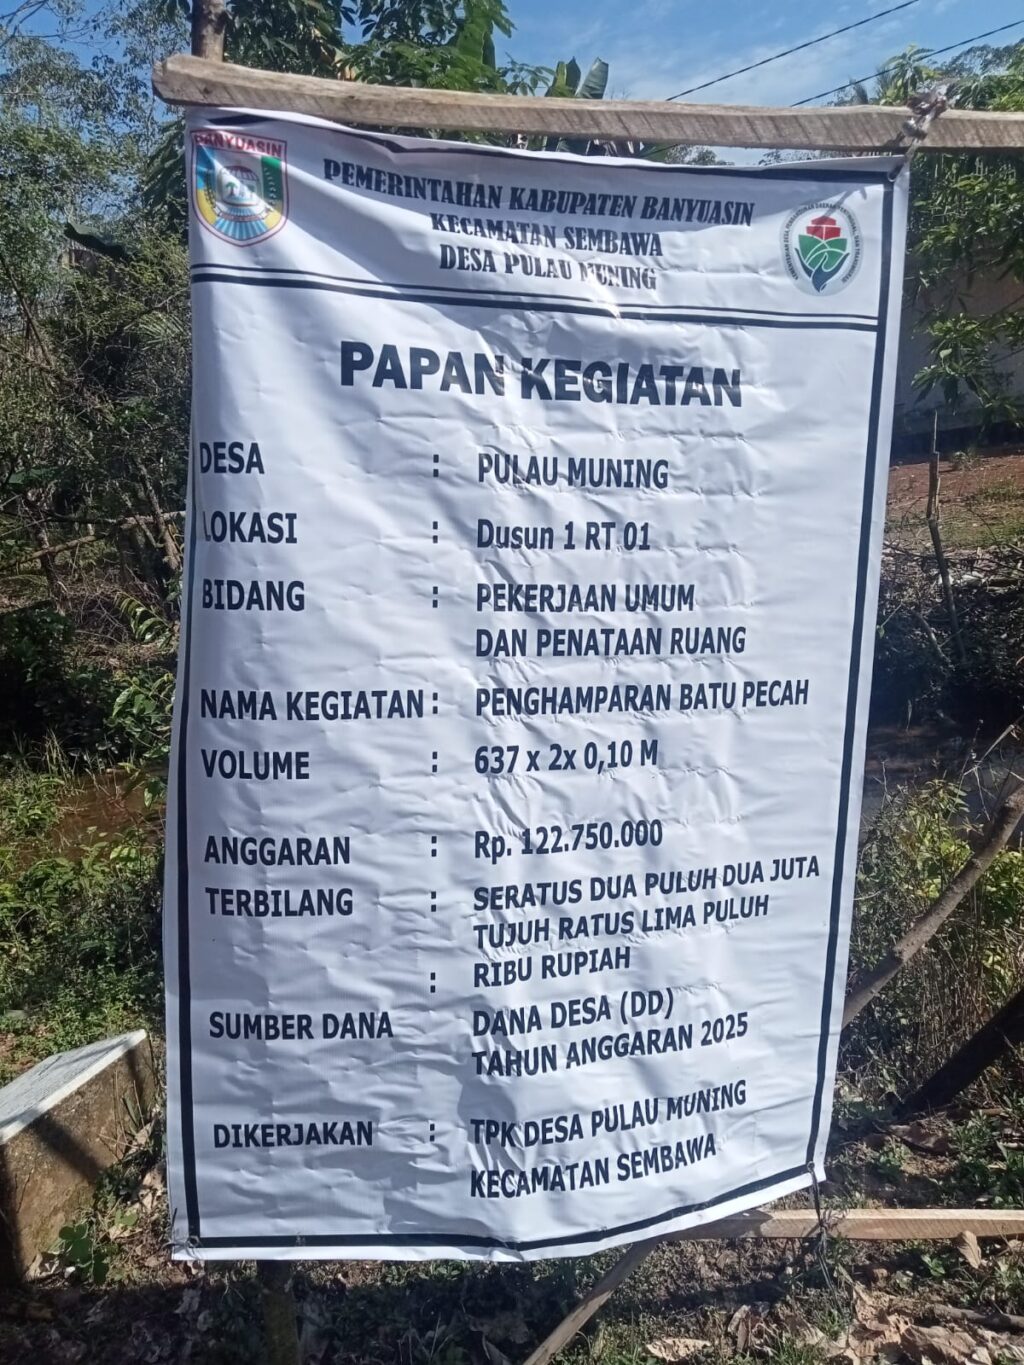 BANYUASIN
PEMERINTAHAN KABUPATEN BANYUASIN
KECAMATAN SEMBAWA
DESA PULAU MUNING
PAPAN KEGIATAN
DESA : PULAU MUNING
LOKASI : Dusun 1 RT 01
BIDANG : PEKERJAAN UMUM
DAN PENATAAN RUANG
NAMA KEGIATAN : PENGHAMPARAN BATU PECAH
VOLUME : 637 x 2x 0,10 M
ANGGARAN : Rp. 122.750.000
TERBILANG : SERATUS DUA PULUH DUA JUTA
TUJUH RATUS LIMA PULUH
: RIBU RUPIAH
SUMBER DANA DANA DESA (DD)
TAHUN ANGGARAN 2025
DIKERJAKAN : TPK DESA PULAU MUNING
KECAMATAN SEMBAWA